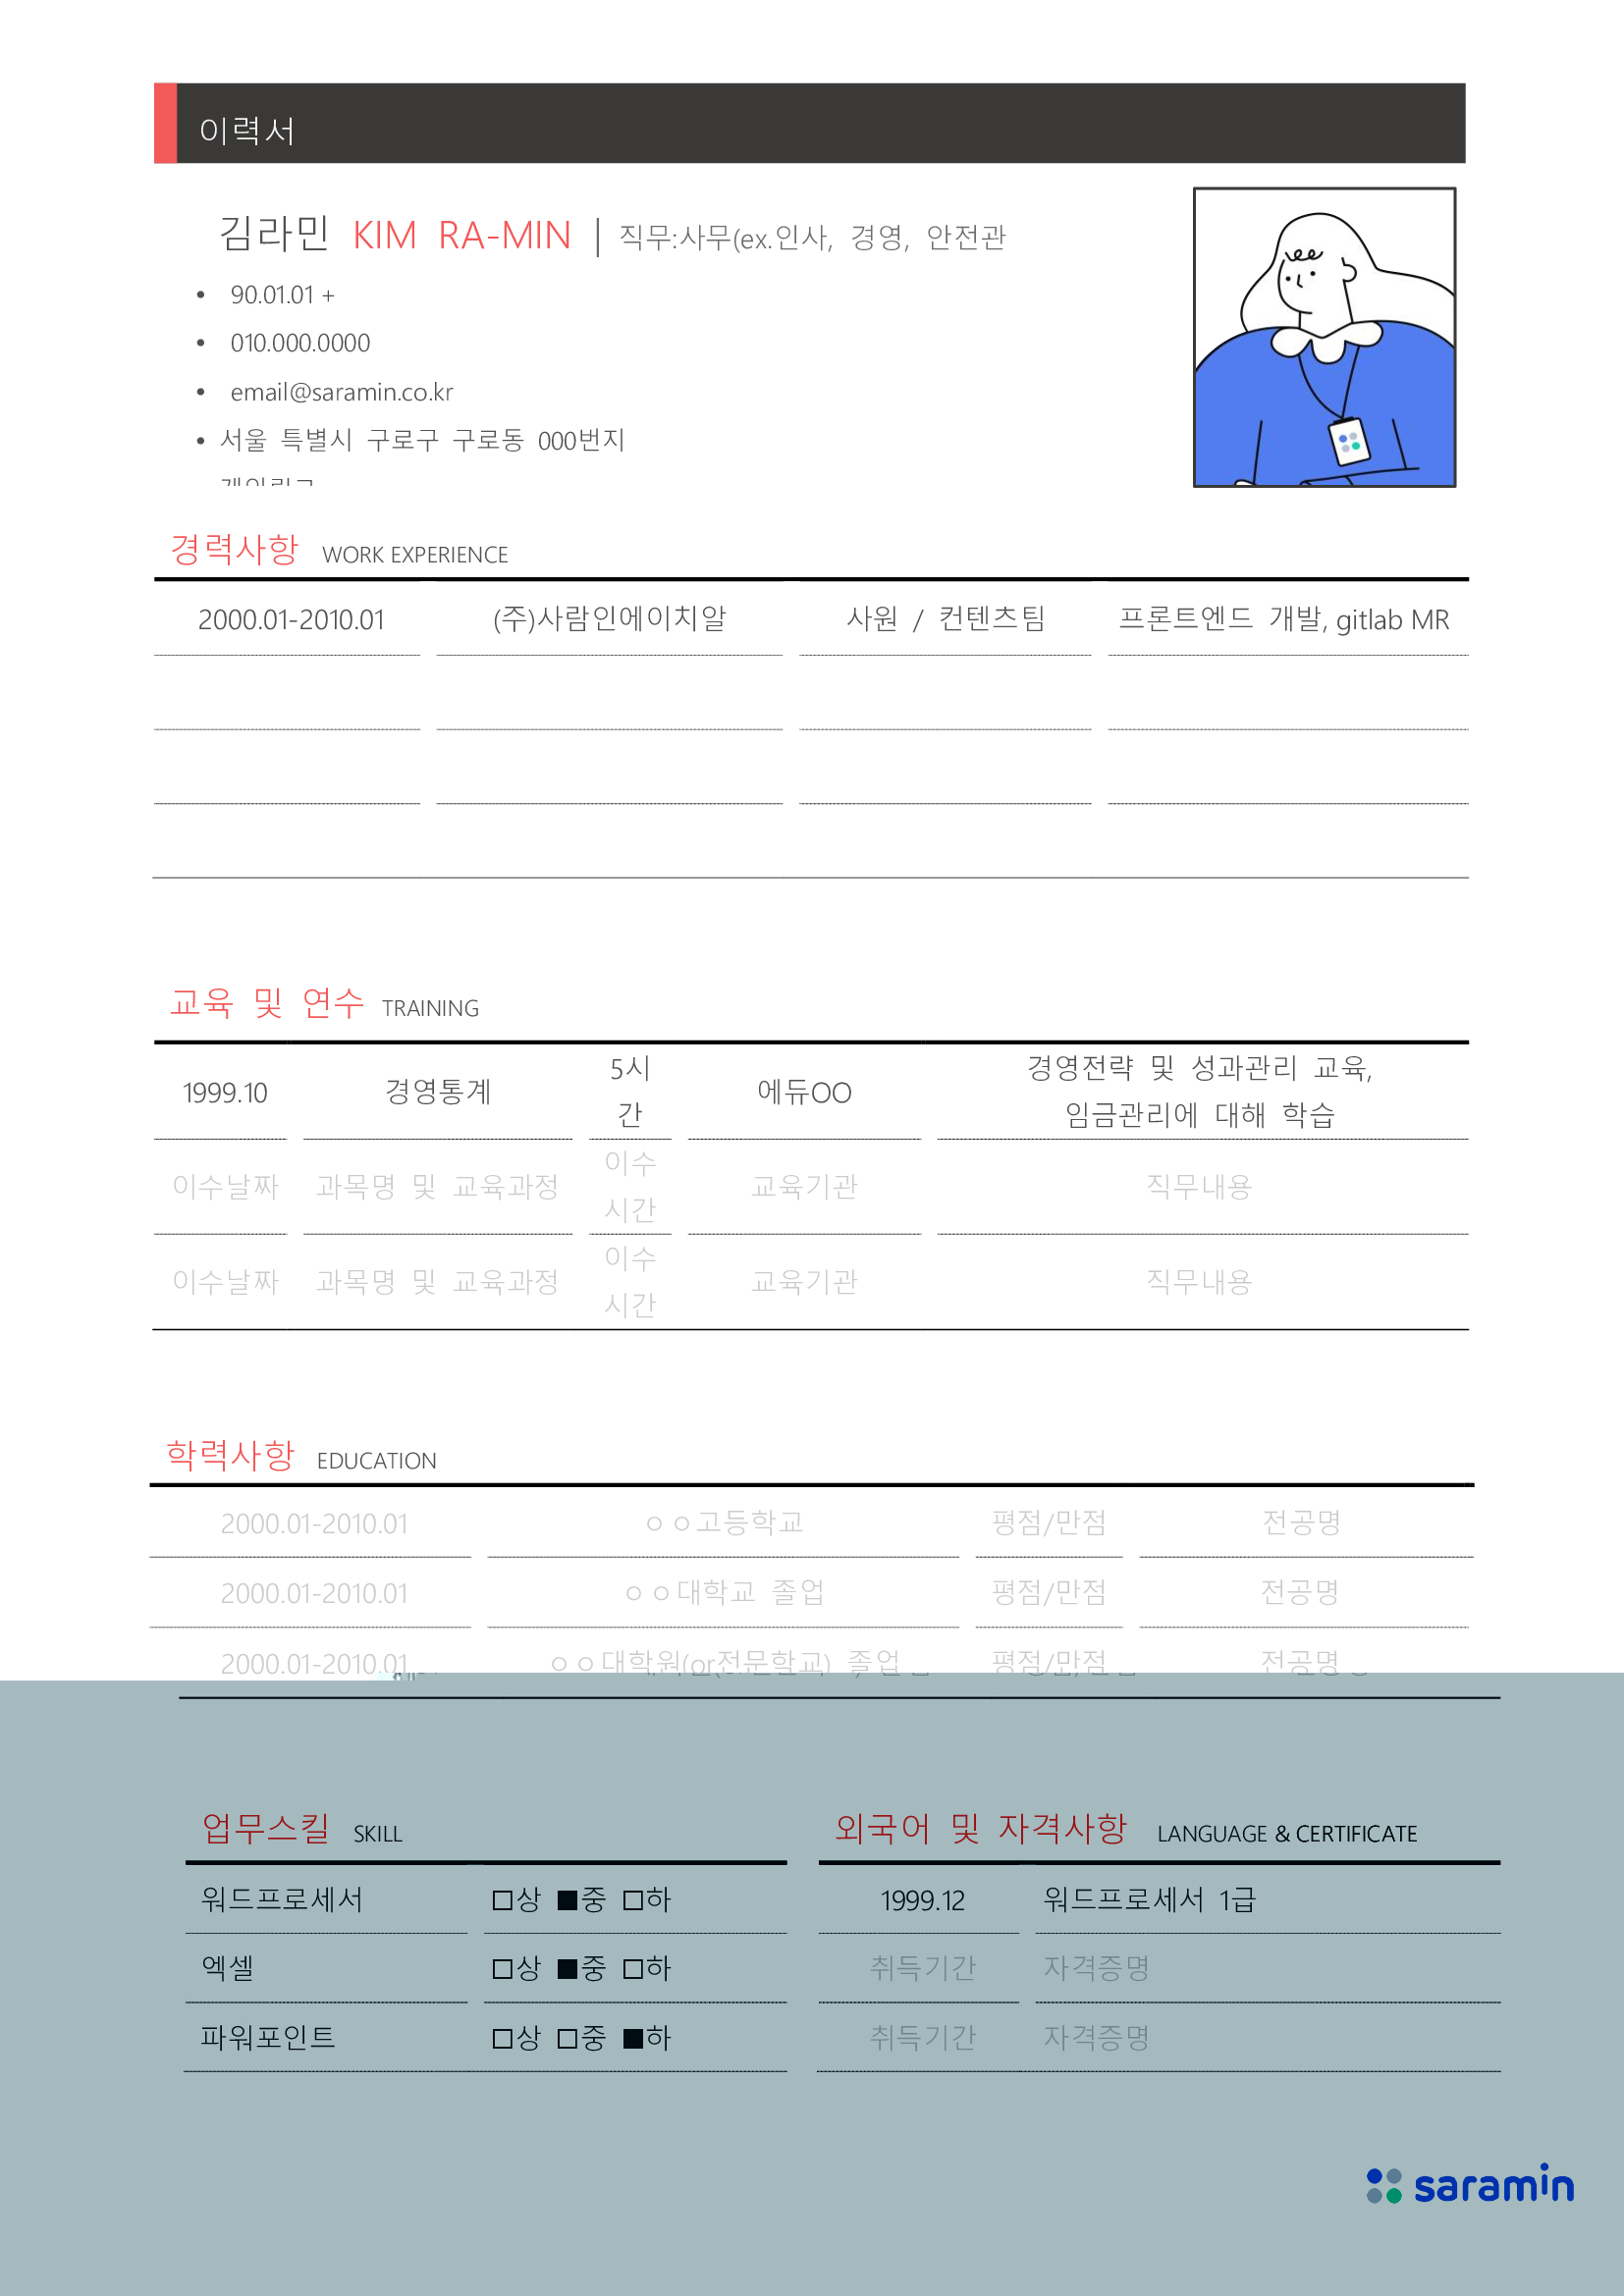 이력서
김라민 KIM RA-MIN | 직무:사무(ex.인사, 경영, 안전관
• 90.01.01 +
• 010.000.0000
• email@saramin.co.kr
• 서울 특별시 구로구 구로동 000번지
경력사항 WORK EXPERIENCE
2000.01-2010.01 (주)사람인에이치알 사원 / 컨텐츠팀 프론트엔드 개발, gitlab MR
교육 및 연수 TRAINING
1999.10 경영통계 5시간 에듀OO 경영전략 및 성과관리 교육,
임금관리에 대해 학습
이수날짜 과목명 및 교육과정 이수시간 교육기관 직무내용
이수날짜 과목명 및 교육과정 이수시간 교육기관 직무내용
학력사항 EDUCATION
2000.01-2010.01 ㅇㅇ고등학교 평점/만점 전공명
2000.01-2010.01 ㅇㅇ대학교 졸업 평점/만점 전공명
2000.01-2010.01 ㅇㅇ대학원(or전문학교) 졸업 평점/만점 전공명
업무스킬 SKILL
워드프로세서 □상 ■중 □하
엑셀 □상 ■중 □하
파워포인트 □상 □중 ■하
외국어 및 자격사항 LANGUAGE & CERTIFICATE
1999.12 워드프로세서 1급
취득기간 자격증명
취득기간 자격증명
saramin